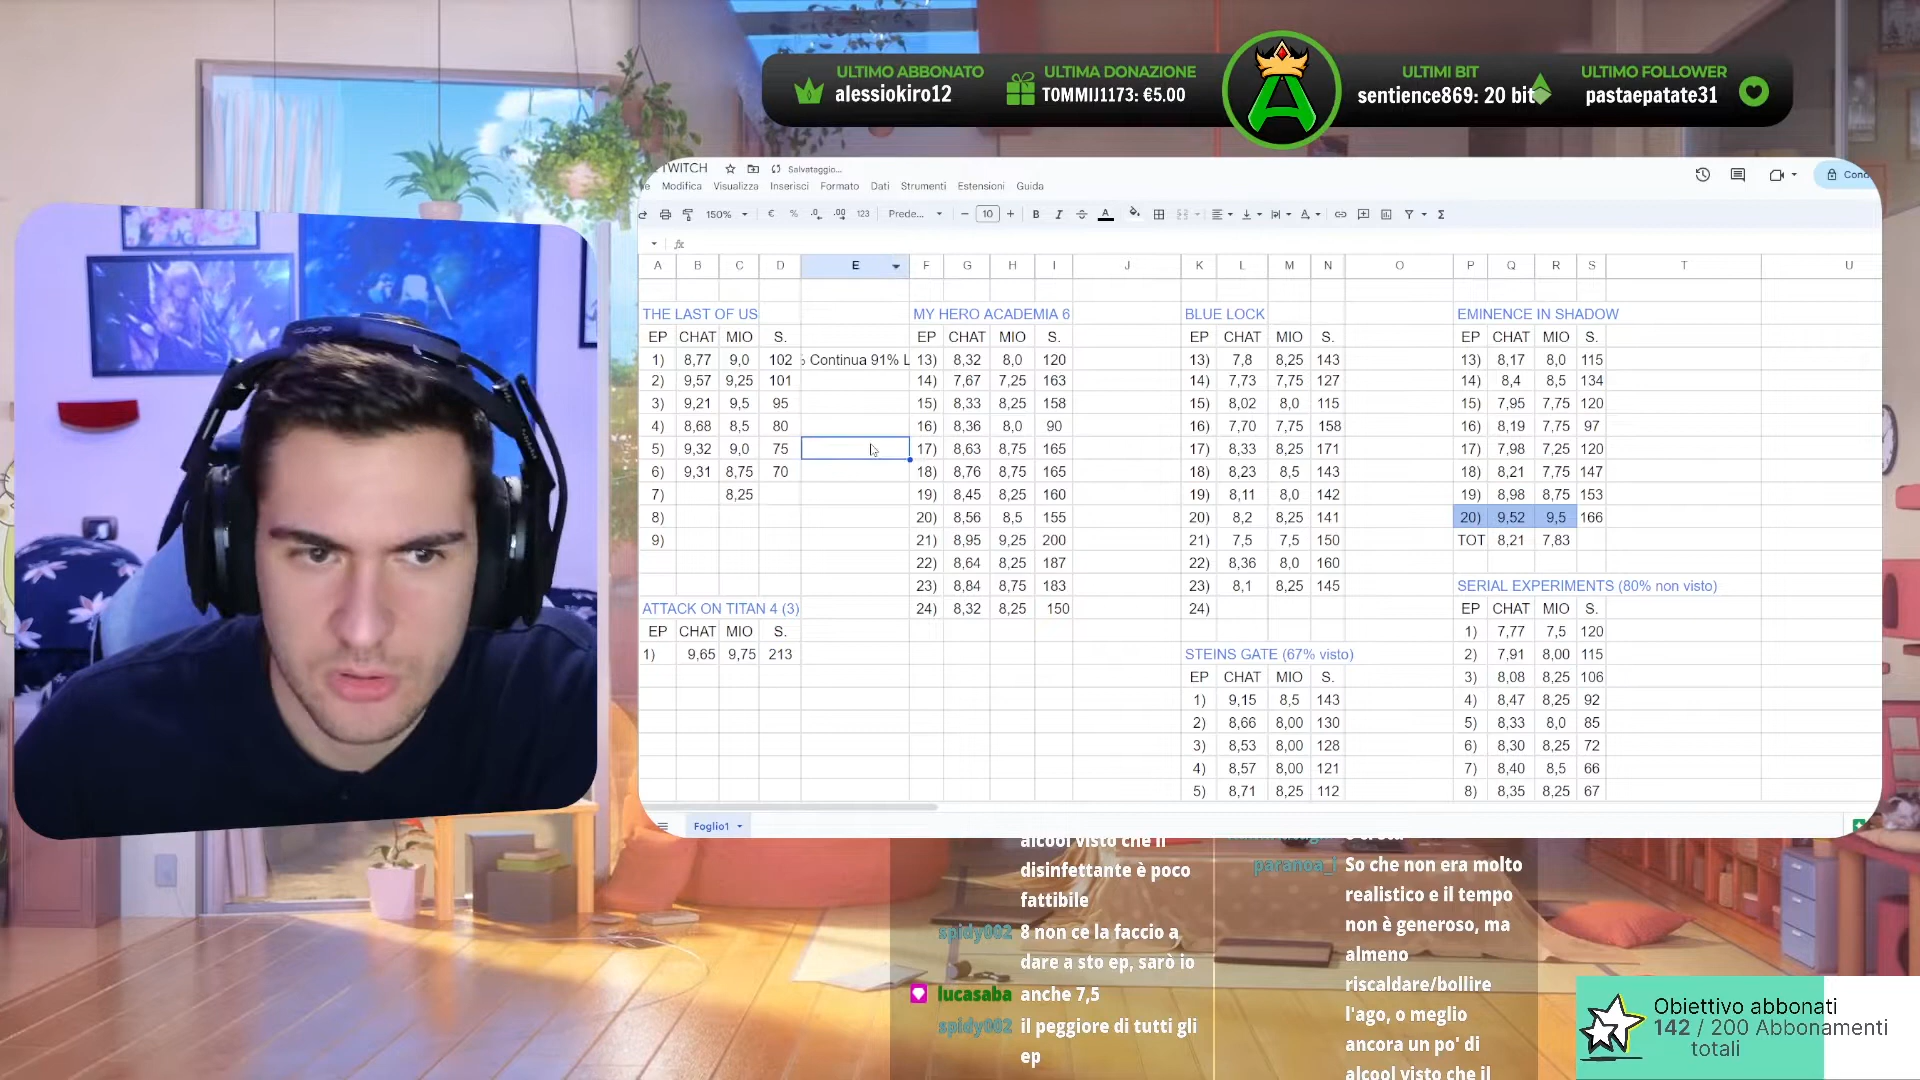 ULTIMO ABBONATO
alessiokiro12
ULTIMA DONAZIONE
TOMMIJ1173: €5.00
A
ULTIMI BIT
sentience869: 20 bit
ULTIMO FOLLOWER
pastaepatate31
TWITCH Salvataggio...
Modifica Visualizza Inserisci Formato Dati Strumenti Estensioni Guida
150% € % .0 .00 123 Prede... − 10 + B I S A Σ
fx
A B C D E F G H I J K L M N O P Q R S T U
THE LAST OF US MY HERO ACADEMIA 6 BLUE LOCK EMINENCE IN SHADOW
EP CHAT MIO S. EP CHAT MIO S. EP CHAT MIO S. EP CHAT MIO S.
1) 8,77 9,0 102 Continua 91% L 13) 8,32 8,0 120 13) 7,8 8,25 143 13) 8,17 8,0 115
2) 9,57 9,25 101 14) 7,67 7,25 163 14) 7,73 7,75 127 14) 8,4 8,5 134
3) 9,21 9,5 95 15) 8,33 8,25 158 15) 8,02 8,0 115 15) 7,95 7,75 120
4) 8,68 8,5 80 16) 8,36 8,0 90 16) 7,70 7,75 158 16) 8,19 7,75 97
5) 9,32 9,0 75 17) 8,63 8,75 165 17) 8,33 8,25 171 17) 7,98 7,25 120
6) 9,31 8,75 70 18) 8,76 8,75 165 18) 8,23 8,5 143 18) 8,21 7,75 147
7) 8,25 19) 8,45 8,25 160 19) 8,11 8,0 142 19) 8,98 8,75 153
8) 20) 8,56 8,5 155 20) 8,2 8,25 141 20) 9,52 9,5 166
9) 21) 8,95 9,25 200 21) 7,5 7,5 150 TOT 8,21 7,83
22) 8,64 8,25 187 22) 8,36 8,0 160
23) 8,84 8,75 183 23) 8,1 8,25 145 SERIAL EXPERIMENTS (80% non visto)
ATTACK ON TITAN 4 (3) 24) 8,32 8,25 150 24) EP CHAT MIO S.
EP CHAT MIO S. 1) 7,77 7,5 120
1) 9,65 9,75 213 STEINS GATE (67% visto) 2) 7,91 8,00 115
EP CHAT MIO S. 3) 8,08 8,25 106
1) 9,15 8,5 143 4) 8,47 8,25 92
2) 8,66 8,00 130 5) 8,33 8,0 85
3) 8,53 8,00 128 6) 8,30 8,25 72
4) 8,57 8,00 121 7) 8,40 8,5 66
5) 8,71 8,25 112 8) 8,35 8,25 67
Foglio1
alcool visto che il
disinfettante è poco
fattibile
spidy002 8 non ce la faccio a
dare a sto ep, sarò io
lucasaba anche 7,5
spidy002 il peggiore di tutti gli
ep
paranoa_i So che non era molto
realistico e il tempo
non è generoso, ma
almeno
riscaldare/bollire
l'ago, o meglio
ancora un po' di
alcool visto che il
Obiettivo abbonati
142 / 200 Abbonamenti
totali